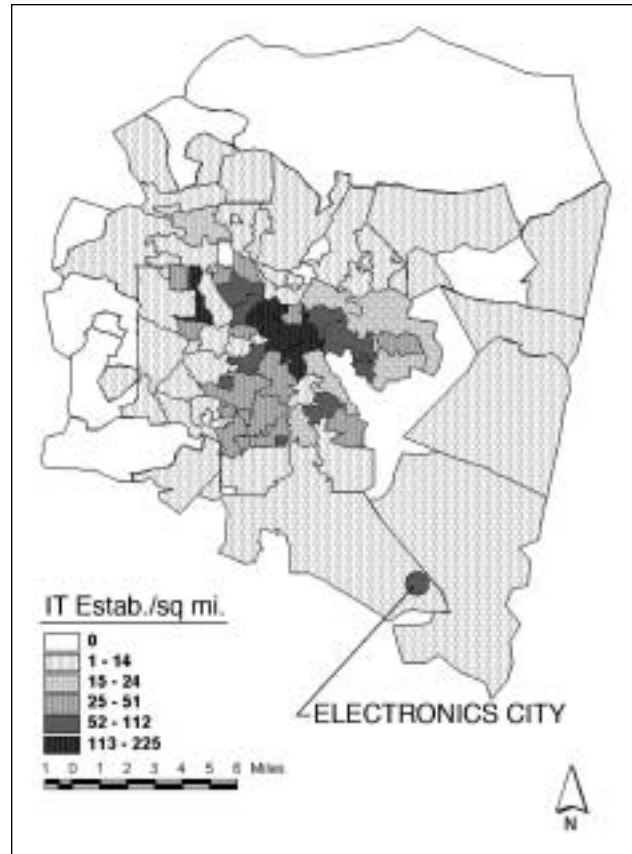 IT Estab./sq mi.
0
1 - 14
15 - 24
25 - 51
52 - 112
113 - 225
1 0 1 2 3 4 5 6 Miles
ELECTRONICS CITY
N